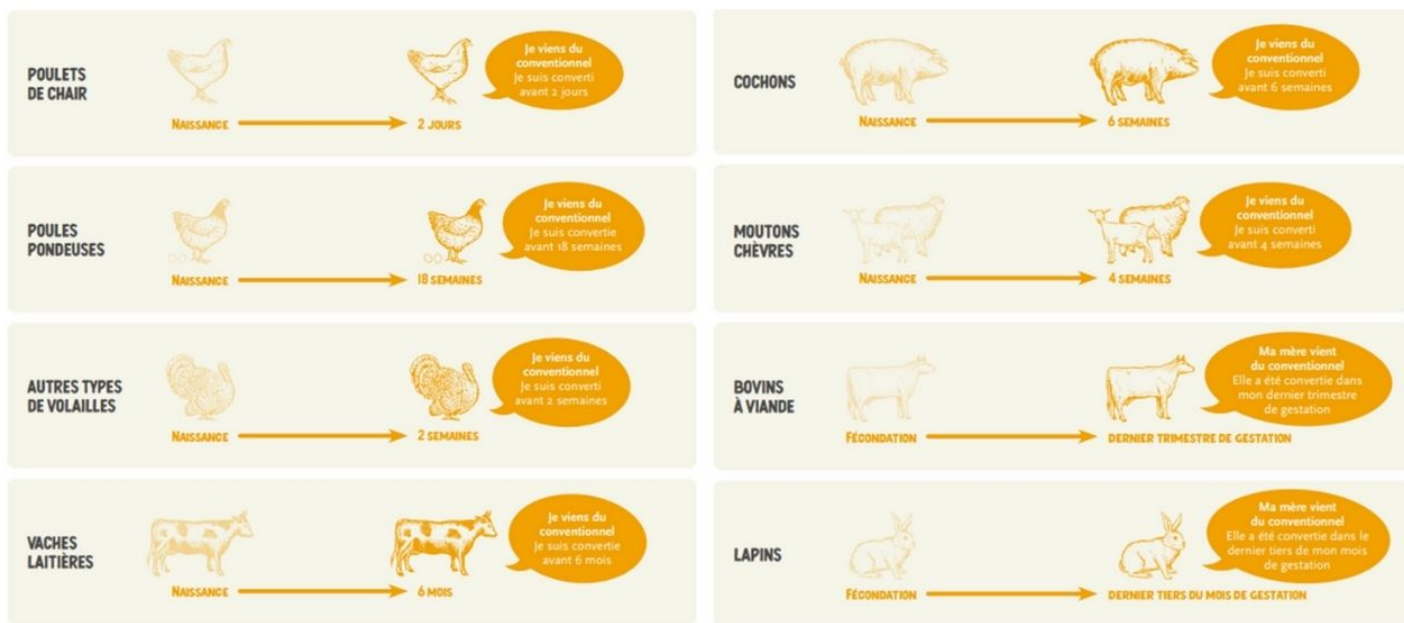 POULETS
DE CHAIR
NAISSANCE
2 JOURS
Je viens du
conventionnel
Je suis converti
avant 2 jours
POULES
PONDEUSES
NAISSANCE
18 SEMAINES
Je viens du
conventionnel
Je suis convertie
avant 18 semaines
AUTRES TYPES
DE VOLAILLES
NAISSANCE
2 SEMAINES
Je viens du
conventionnel
Je suis converti
avant 2 semaines
VACHES
LAITIÈRES
NAISSANCE
6 MOIS
Je viens du
conventionnel
Je suis convertie
avant 6 mois
COCHONS
NAISSANCE
6 SEMAINES
Je viens du
conventionnel
Je suis converti
avant 6 semaines
MOUTONS
CHÈVRES
NAISSANCE
4 SEMAINES
Je viens du
conventionnel
Je suis converti
avant 4 semaines
BOVINS
À VIANDE
FÉCONDATION
DERNIER TRIMESTRE DE GESTATION
Ma mère vient
du conventionnel
Elle a été convertie dans
mon dernier trimestre
de gestation
LAPINS
FÉCONDATION
DERNIER TIERS DU MOIS DE GESTATION
Ma mère vient
du conventionnel
Elle a été convertie dans le
dernier tiers de mon mois
de gestation